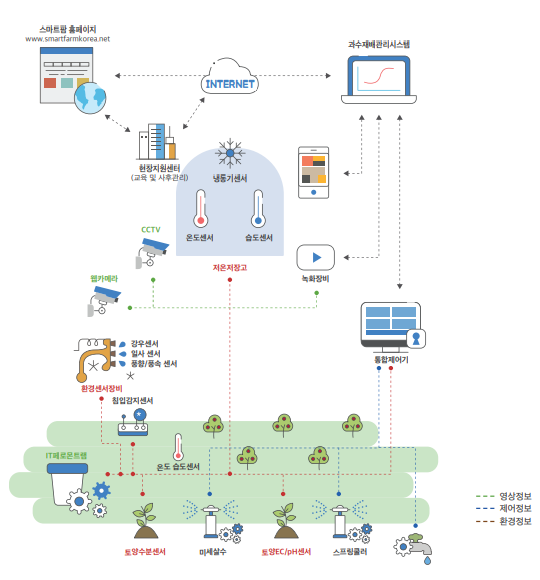 스마트팜 홈페이지
www.smartfarmkorea.net
과수재배관리시스템
INTERNET
현장지원센터
(교육 및 사후관리)
냉동기센서
온도센서
습도센서
CCTV
저온저장고
녹화장비
웹카메라
강우센서
일사 센서
풍향/풍속 센서
통합제어기
환경센서장비
침입감지센서
IT페로몬트랩
온도 습도센서
토양수분센서
미세살수
토양EC/pH센서
스프링쿨러
영상정보
제어정보
환경정보